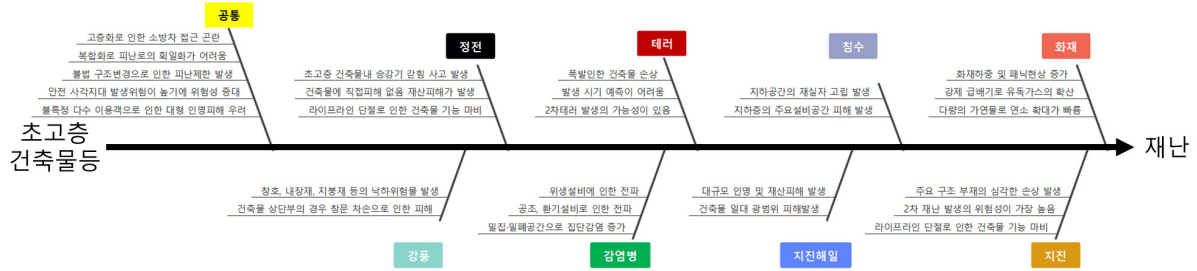 공통
고층화로 인한 소방차 접근 곤란
복합화로 피난로의 획일화가 어려움
불법 구조변경으로 인한 피난제한 발생
안전 사각지대 발생위험이 높기에 위험성 증대
불특정 다수 이용객으로 인한 대형 인명피해 우려
정전
초고층 건축물내 승강기 갇힘 사고 발생
건축물에 직접피해 없음 재산피해가 발생
라이프라인 단절로 인한 건축물 기능 마비
테러
폭발인한 건축물 손상
발생 시기 예측이 어려움
2차테러 발생의 가능성이 있음
침수
지하공간의 재실자 고립 발생
지하층의 주요설비공간 피해 발생
화재
화재하중 및 패닉현상 증가
강제 급배기로 유독가스의 확산
다량의 가연물로 연소 확대가 빠름
초고층
건축물등
재난
창호, 내장재, 지붕재 등의 낙하위험물 발생
건축물 상단부의 경우 창문 차손으로 인한 피해
강풍
위생설비에 인한 전파
공조, 환기설비로 인한 전파
밀집·밀폐공간으로 집단감염 증가
감염병
대규모 인명 및 재산피해 발생
건축물 일대 광범위 피해발생
지진해일
주요 구조 부재의 심각한 손상 발생
2차 재난 발생의 위험성이 가장 높음
라이프라인 단절로 인한 건축물 기능 마비
지진